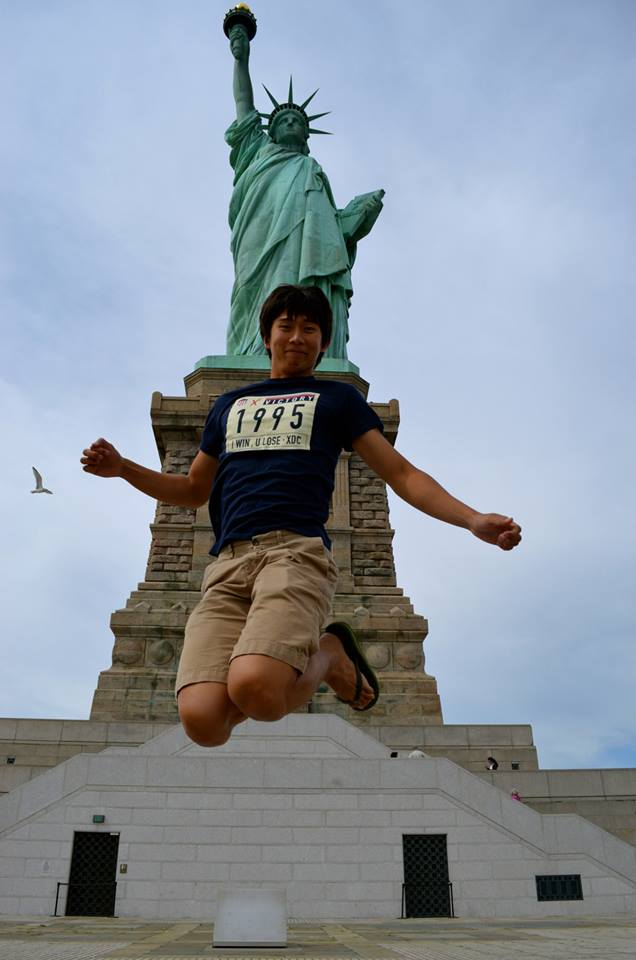 VICTORY
1995
I WIN, U LOSE · XDC